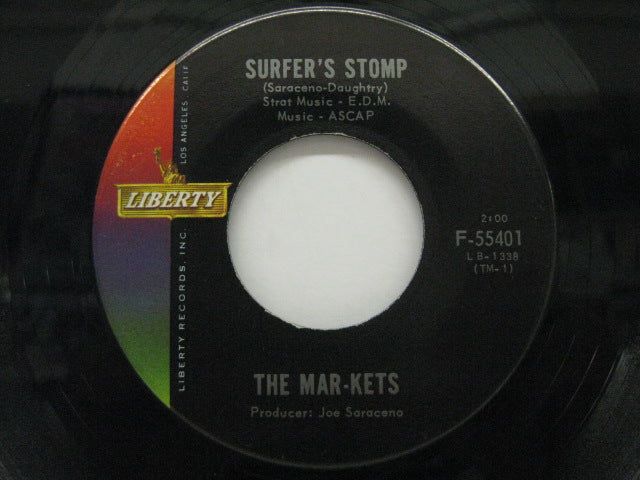 SURFER'S STOMP
(Saraceno-Daughtry)
Strat Music - E.D.M.
Music - ASCAP
LIBERTY
LIBERTY RECORDS, INC. LOS ANGELES, CALIF.
2:00
F-55401
LB-1338
(TM-1)
THE MAR-KETS
Producer: Joe Saraceno